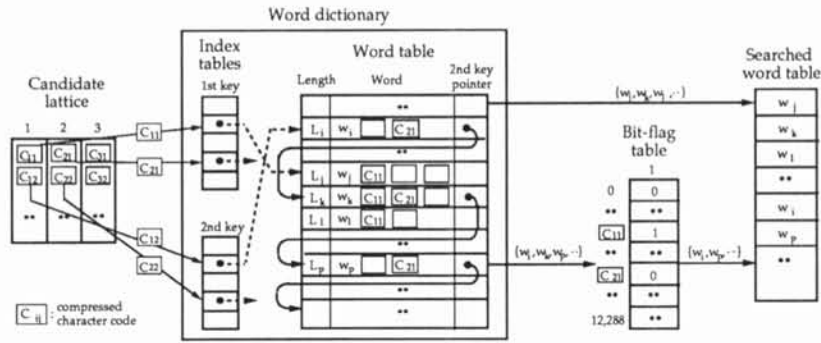 Word dictionary
Index tables
Word table
1st key
Length Word 2nd key pointer
Candidate lattice
1 2 3
C11 C21 C31
C12 C22 C32
•• •• ••
C11
C21
2nd key
C12
C22
••
Li wi C21
••
Lj wj C11
Lk wk C11 C21
Ll wl C11
••
Lp wp C21
••
••
{wj, wk, wl, ··}
{wi, wk, wp, ··}
{wi, wp, ··}
Bit-flag table
1
0 0
•• ••
C11 1
•• ••
C21 0
•• ••
12,288 ••
Searched word table
wj
wk
wl
••
wi
wp
••
Cij : compressed character code